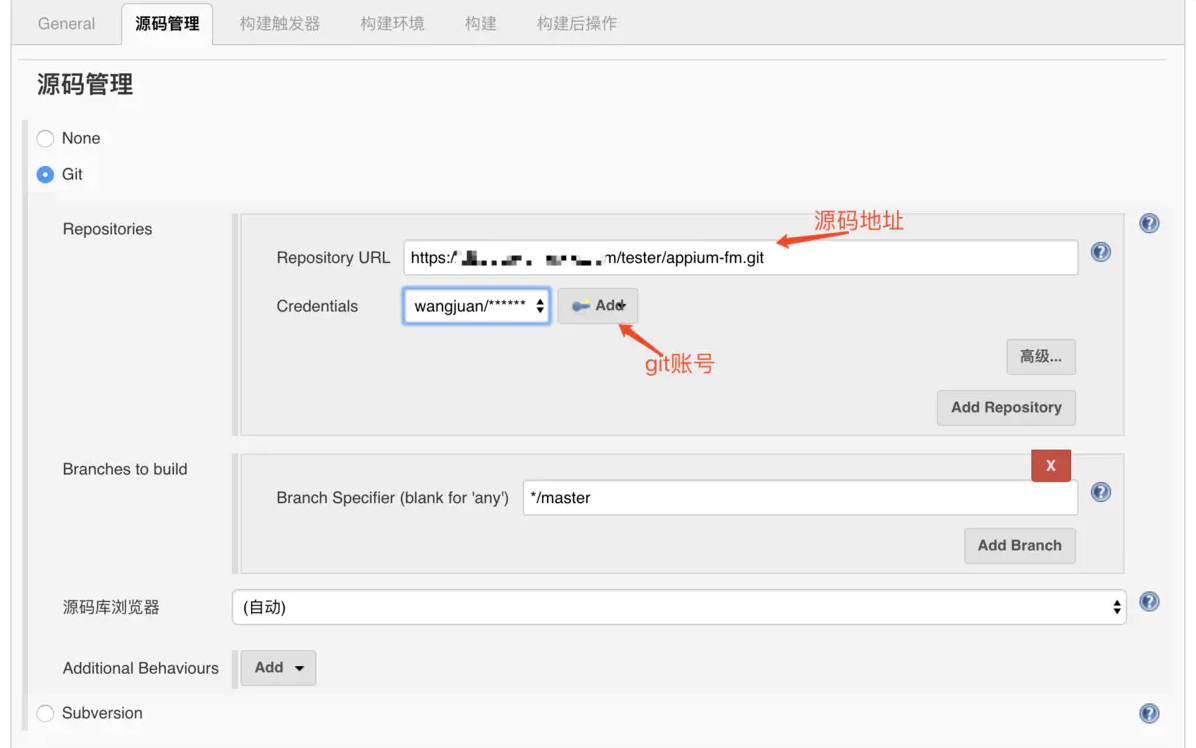 General 源码管理 构建触发器 构建环境 构建 构建后操作
源码管理
None
Git
Repositories
源码地址
Repository URL https:/ m/tester/appium-fm.git
Credentials wangjuan/****** Add
git账号
高级...
Add Repository
Branches to build
X
Branch Specifier (blank for 'any') */master
Add Branch
源码库浏览器 (自动)
Additional Behaviours Add
Subversion